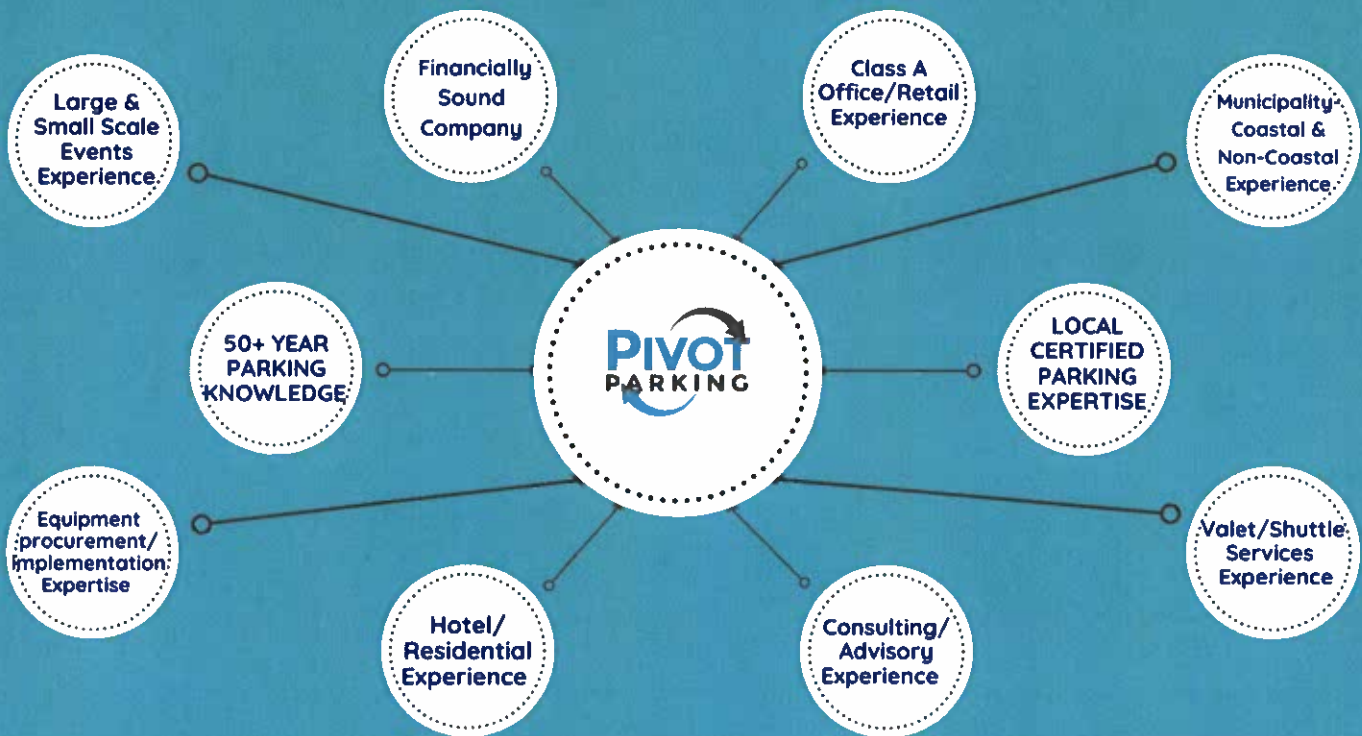 Financially
Sound
Company
Class A
Office/Retail
Experience
Large &
Small Scale
Events
Experience
Municipality-
Coastal &
Non-Coastal
Experience
PIVOT
PARKING
50+ YEAR
PARKING
KNOWLEDGE
LOCAL
CERTIFIED
PARKING
EXPERTISE
Equipment
procurement/
Implementation
Expertise
Valet/Shuttle
Services
Experience
Hotel/
Residential
Experience
Consulting/
Advisory
Experience